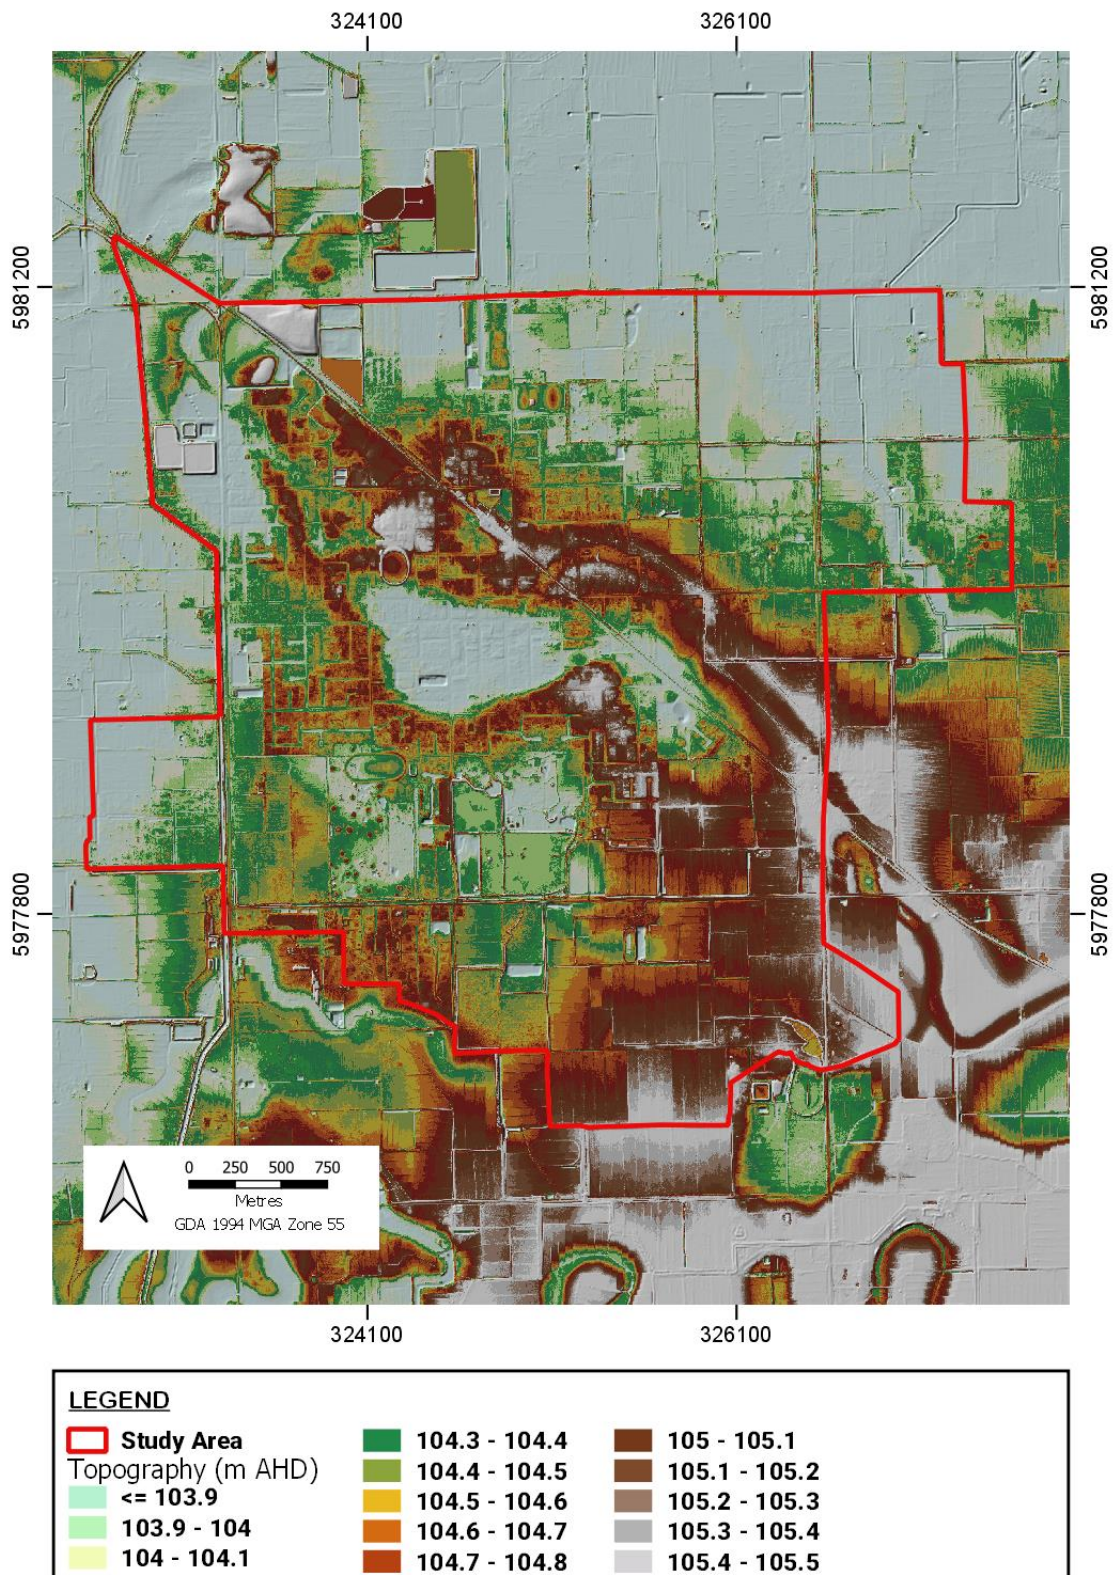 324100 326100
5981200 5981200
5977800 5977800
0 250 500 750
Metres
GDA 1994 MGA Zone 55
324100 326100
LEGEND
Study Area
Topography (m AHD)
<= 103.9
103.9 - 104
104 - 104.1
104.3 - 104.4
104.4 - 104.5
104.5 - 104.6
104.6 - 104.7
104.7 - 104.8
105 - 105.1
105.1 - 105.2
105.2 - 105.3
105.3 - 105.4
105.4 - 105.5